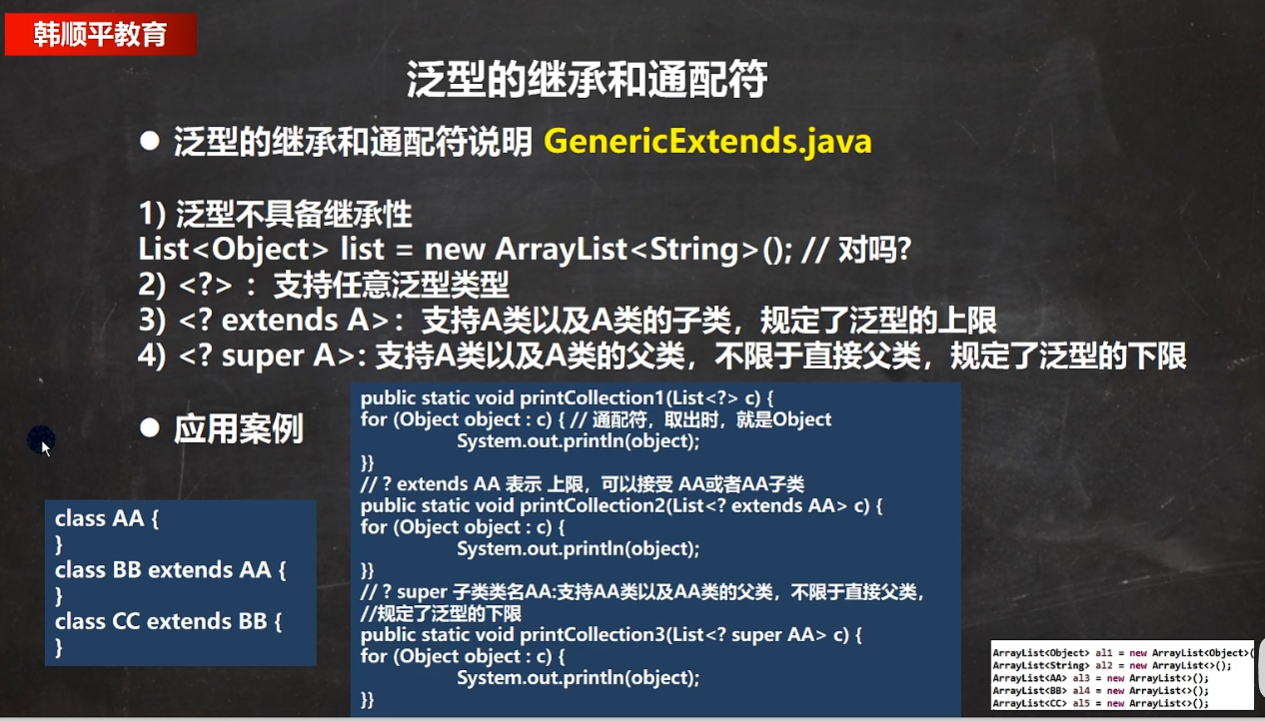 韩顺平教育
泛型的继承和通配符
● 泛型的继承和通配符说明 GenericExtends.java
1) 泛型不具备继承性
List<Object> list = new ArrayList<String>(); // 对吗?
2) <?> ：支持任意泛型类型
3) <? extends A>：支持A类以及A类的子类，规定了泛型的上限
4) <? super A>: 支持A类以及A类的父类，不限于直接父类，规定了泛型的下限
● 应用案例
class AA {
}
class BB extends AA {
}
class CC extends BB {
}
public static void printCollection1(List<?> c) {
for (Object object : c) { // 通配符，取出时，就是Object
System.out.println(object);
}}
// ? extends AA 表示 上限，可以接受 AA或者AA子类
public static void printCollection2(List<? extends AA> c) {
for (Object object : c) {
System.out.println(object);
}}
// ? super 子类类名AA:支持AA类以及AA类的父类，不限于直接父类，
//规定了泛型的下限
public static void printCollection3(List<? super AA> c) {
for (Object object : c) {
System.out.println(object);
}}
ArrayList<Object> al1 = new ArrayList<Object>(
ArrayList<String> al2 = new ArrayList<>();
ArrayList<AA> al3 = new ArrayList<>();
ArrayList<BB> al4 = new ArrayList<>();
ArrayList<CC> al5 = new ArrayList<>();